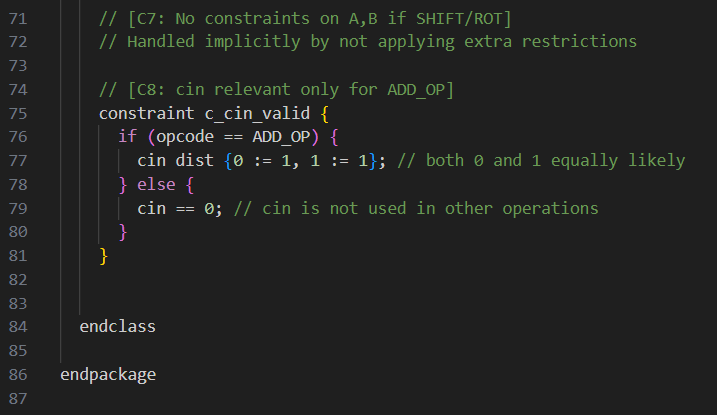 71 // [C7: No constraints on A,B if SHIFT/ROT]
72 // Handled implicitly by not applying extra restrictions
73
74 // [C8: cin relevant only for ADD_OP]
75 constraint c_cin_valid {
76 if (opcode == ADD_OP) {
77 cin dist {0 := 1, 1 := 1}; // both 0 and 1 equally likely
78 } else {
79 cin == 0; // cin is not used in other operations
80 }
81 }
82
83
84 endclass
85
86 endpackage
87